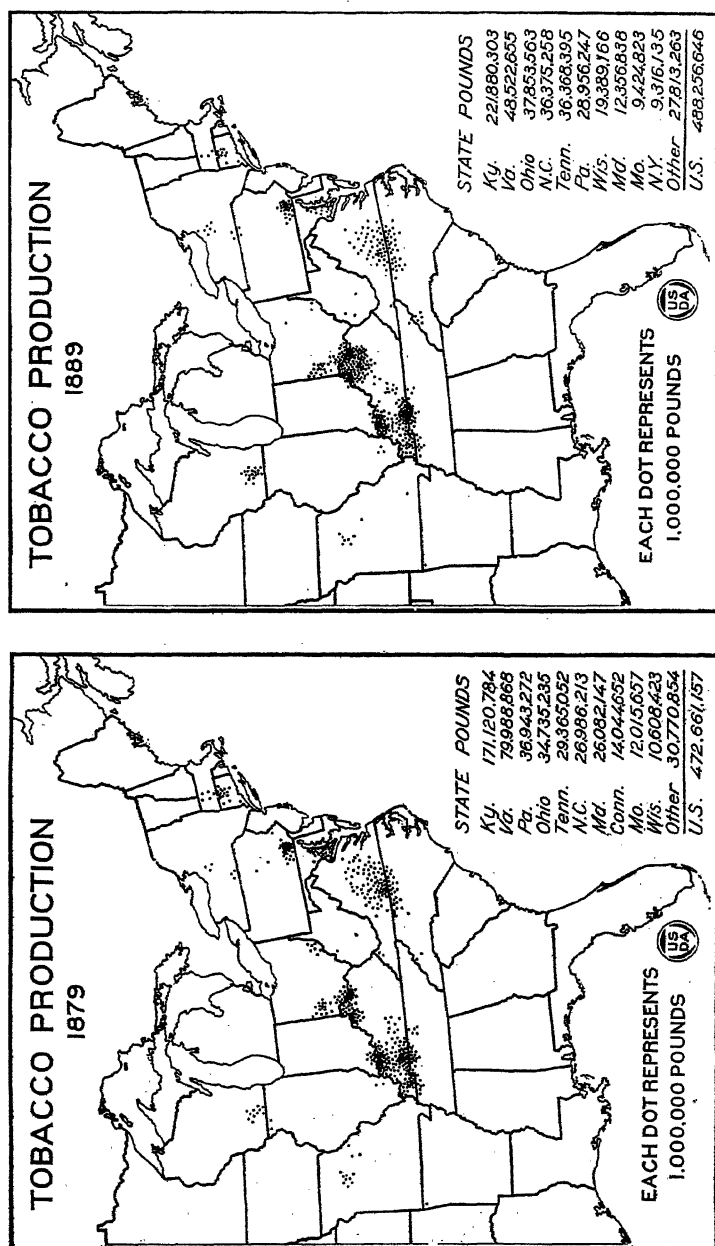 TOBACCO PRODUCTION
1879
STATE POUNDS
Ky. 171,120,784
Va. 79,988,868
Pa. 36,943,272
Ohio 34,735,235
Tenn. 29,365,052
N.C. 26,986,213
Md. 26,082,147
Conn. 14,044,652
Mo. 12,015,657
Wis. 10,608,423
Other 30,770,854
U.S. 472,661,157
EACH DOT REPRESENTS
1,000,000 POUNDS
US
DA
TOBACCO PRODUCTION
1889
STATE POUNDS
Ky. 221,880,303
Va. 48,522,655
Ohio 37,853,563
N.C. 36,375,258
Tenn. 36,368,395
Pa. 28,956,247
Wis. 19,389,166
Md. 12,356,838
Mo. 9,424,823
N.Y. 9,316,135
Other 27,813,263
U.S. 488,256,646
EACH DOT REPRESENTS
1,000,000 POUNDS
US
DA